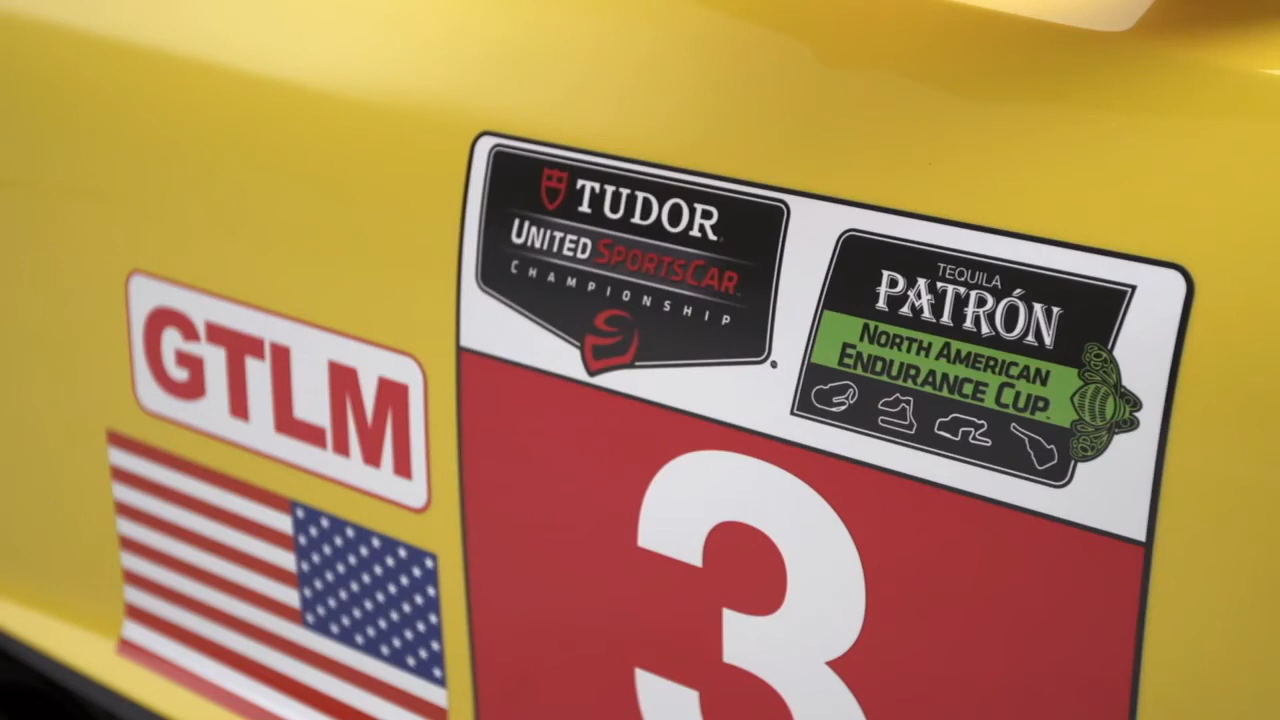 TUDOR
UNITED SPORTSCAR
CHAMPIONSHIP
TEQUILA
PATRÓN
NORTH AMERICAN
ENDURANCE CUP
GTLM
3